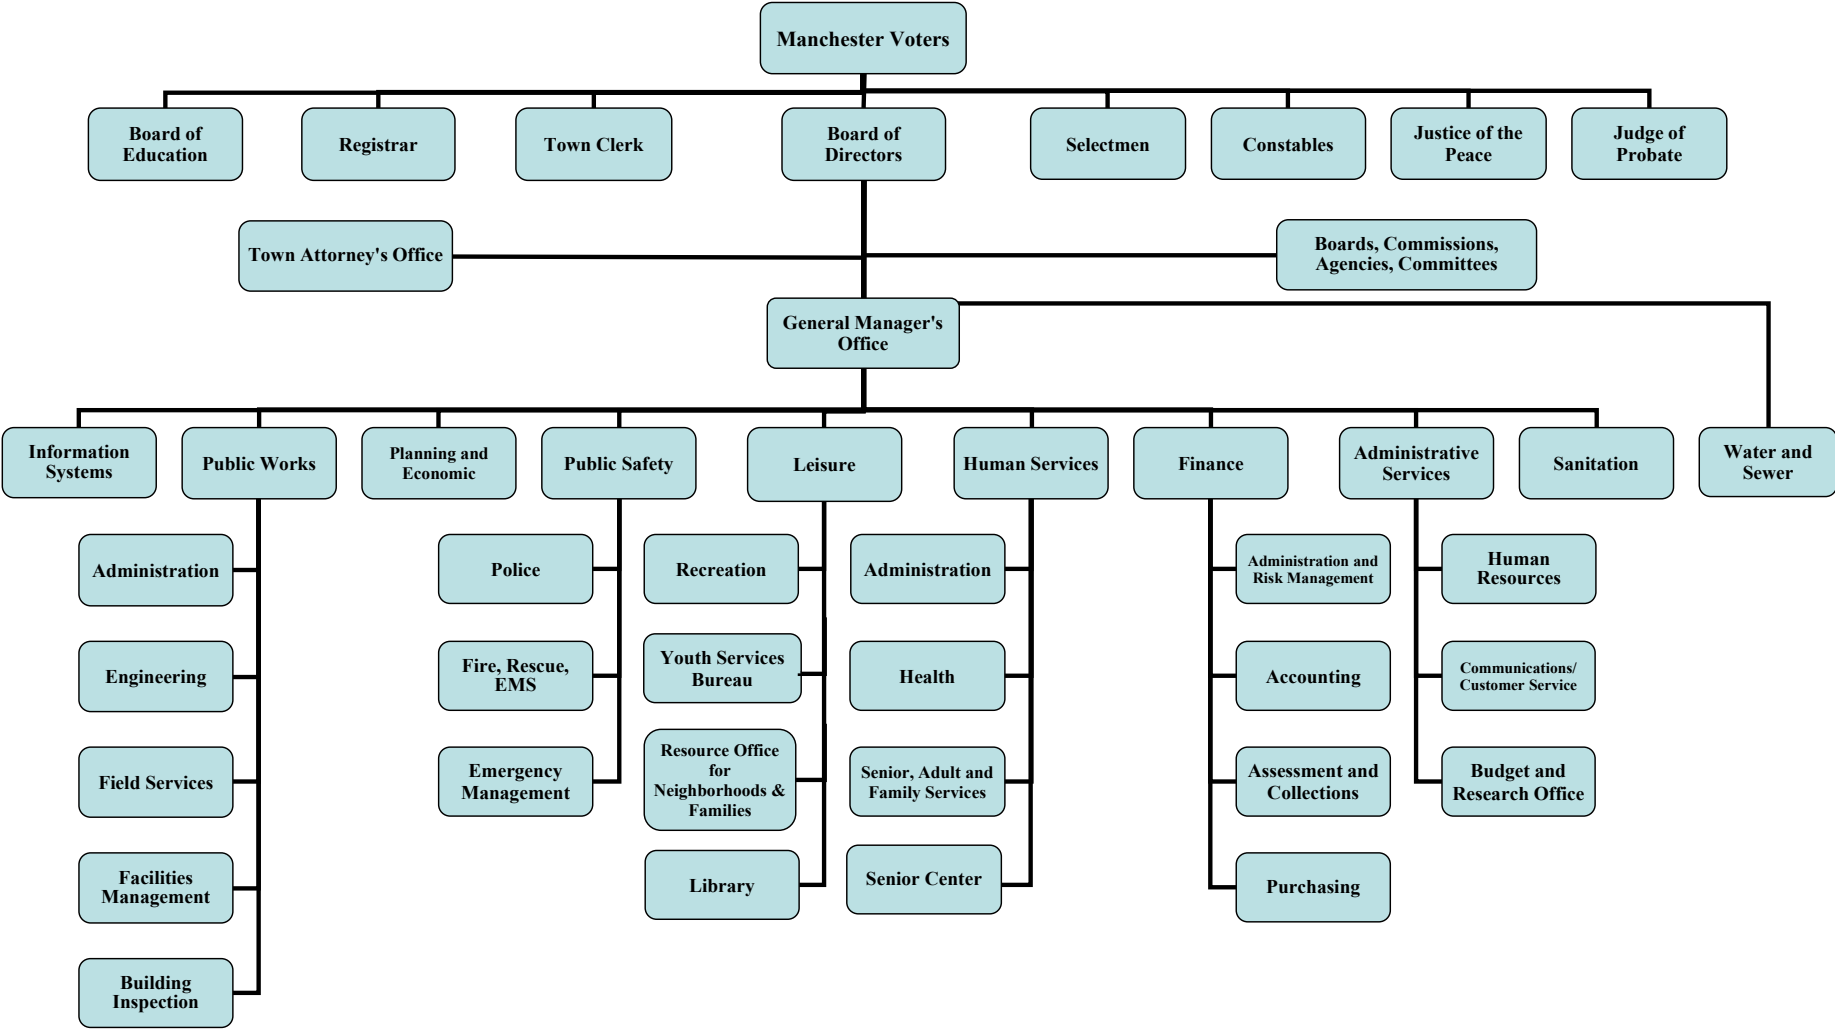 Manchester Voters
Board of
Education
Registrar
Town Clerk
Board of
Directors
Selectmen
Constables
Justice of the
Peace
Judge of
Probate
Town Attorney's Office
Boards, Commissions,
Agencies, Committees
General Manager's
Office
Information
Systems
Public Works
Planning and
Economic
Public Safety
Leisure
Human Services
Finance
Administrative
Services
Sanitation
Water and
Sewer
Administration
Engineering
Field Services
Facilities
Management
Building
Inspection
Police
Fire, Rescue,
EMS
Emergency
Management
Recreation
Youth Services
Bureau
Resource Office
for
Neighborhoods &
Families
Library
Administration
Health
Senior, Adult and
Family Services
Senior Center
Administration and
Risk Management
Accounting
Assessment and
Collections
Purchasing
Human
Resources
Communications/
Customer Service
Budget and
Research Office